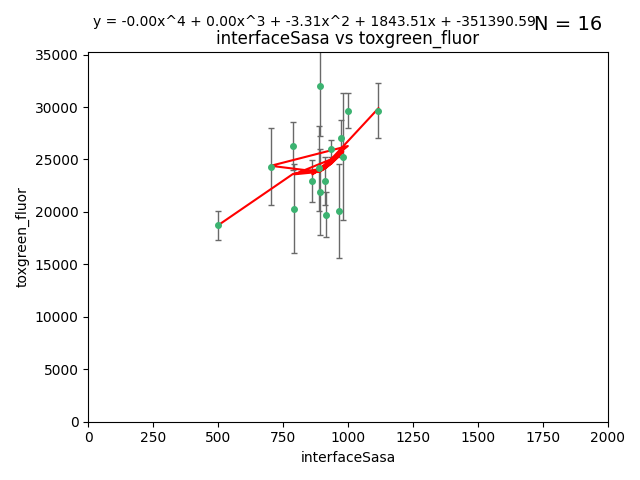 y = -0.00x^4 + 0.00x^3 + -3.31x^2 + 1843.51x + -351390.59
N = 16
interfaceSasa vs toxgreen_fluor
35000
30000
25000
20000
15000
10000
5000
0
toxgreen_fluor
0 250 500 750 1000 1250 1500 1750 2000
interfaceSasa